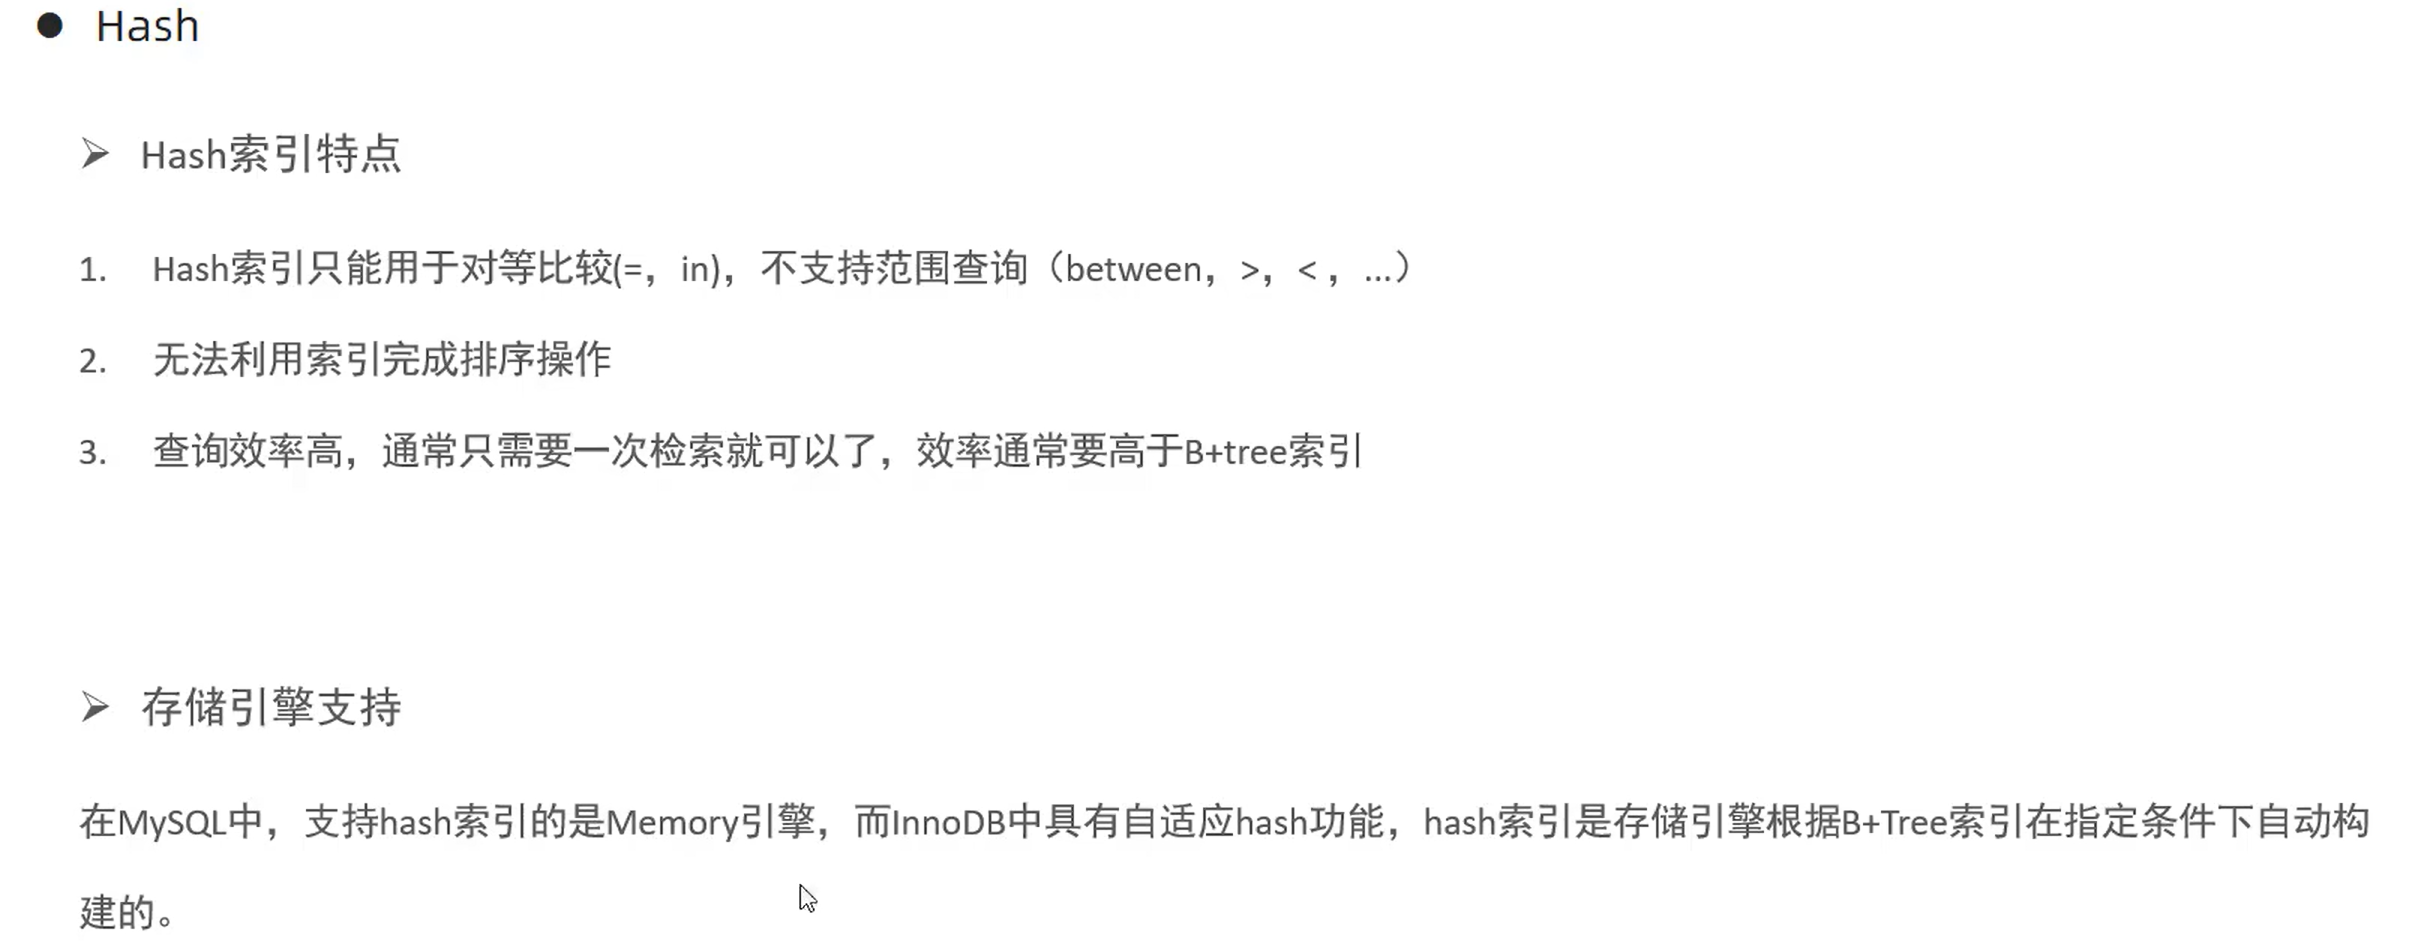 ● Hash
➢ Hash索引特点
1. Hash索引只能用于对等比较(=，in)，不支持范围查询（between，>，< ，...）
2. 无法利用索引完成排序操作
3. 查询效率高，通常只需要一次检索就可以了，效率通常要高于B+tree索引
➢ 存储引擎支持
在MySQL中，支持hash索引的是Memory引擎，而InnoDB中具有自适应hash功能，hash索引是存储引擎根据B+Tree索引在指定条件下自动构
建的。